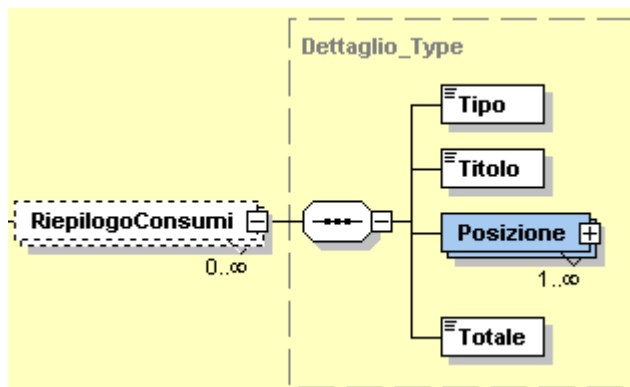 Dettaglio_Type
Tipo
Titolo
RiepilogoConsumi
0..∞
Posizione
1..∞
Totale